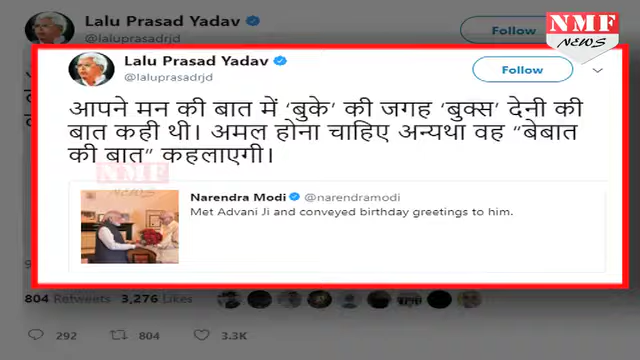 Lalu Prasad Yadav
@laluprasadrjd
Follow
NMF
NEWS
Lalu Prasad Yadav
@laluprasadrjd
Follow
आपने मन की बात में ‘बुके’ की जगह ‘बुक्स’ देनी की
बात कही थी। अमल होना चाहिए अन्यथा वह “बेबात
की बात” कहलाएगी।
NMF
Narendra Modi @narendramodi
Met Advani Ji and conveyed birthday greetings to him.
804 Retweets 3,276 Likes
292 804 3.3K